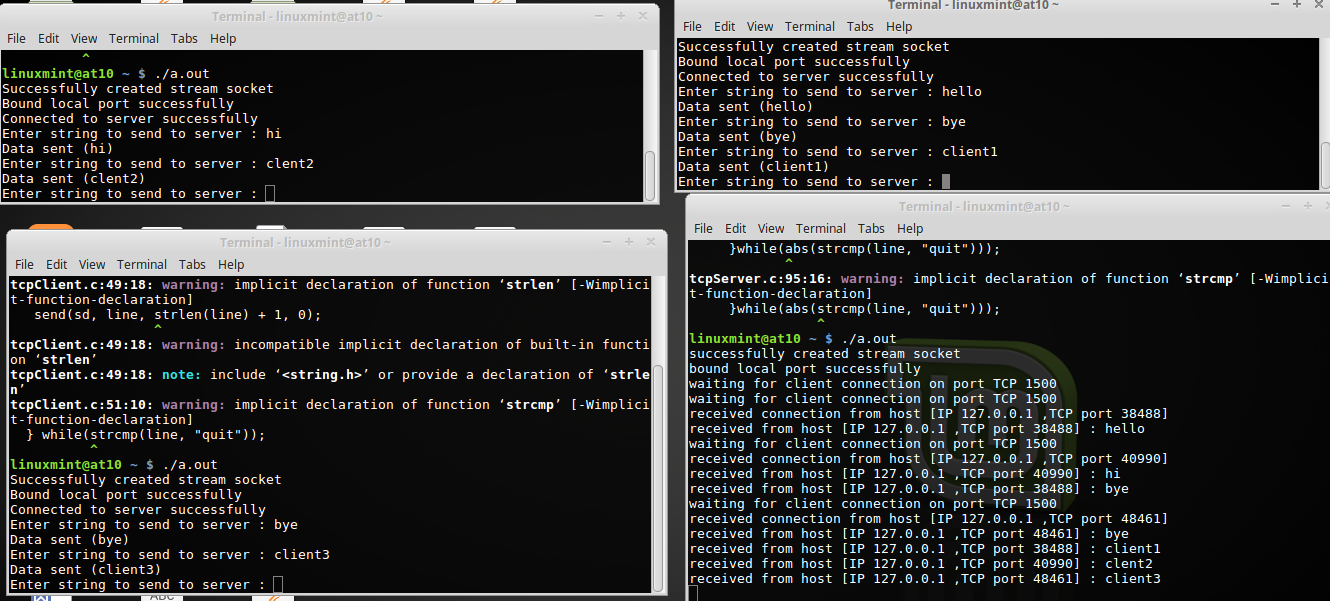 Terminal - linuxmint@at10 ~
File Edit View Terminal Tabs Help
^
linuxmint@at10 ~ $ ./a.out
Successfully created stream socket
Bound local port successfully
Connected to server successfully
Enter string to send to server : hi
Data sent (hi)
Enter string to send to server : clent2
Data sent (clent2)
Enter string to send to server :
Terminal - linuxmint@at10 ~
File Edit View Terminal Tabs Help
Successfully created stream socket
Bound local port successfully
Connected to server successfully
Enter string to send to server : hello
Data sent (hello)
Enter string to send to server : bye
Data sent (bye)
Enter string to send to server : client1
Data sent (client1)
Enter string to send to server :
Terminal - linuxmint@at10 ~
File Edit View Terminal Tabs Help
tcpClient.c:49:18: warning: implicit declaration of function ‘strlen’ [-Wimplici
t-function-declaration]
send(sd, line, strlen(line) + 1, 0);
^
tcpClient.c:49:18: warning: incompatible implicit declaration of built-in functi
on ‘strlen’
tcpClient.c:49:18: note: include ‘<string.h>’ or provide a declaration of ‘strle
n’
tcpClient.c:51:10: warning: implicit declaration of function ‘strcmp’ [-Wimplici
t-function-declaration]
} while(strcmp(line, "quit"));
^
linuxmint@at10 ~ $ ./a.out
Successfully created stream socket
Bound local port successfully
Connected to server successfully
Enter string to send to server : bye
Data sent (bye)
Enter string to send to server : client3
Data sent (client3)
Enter string to send to server :
Terminal - linuxmint@at10 ~
File Edit View Terminal Tabs Help
}while(abs(strcmp(line, "quit")));
^
tcpServer.c:95:16: warning: implicit declaration of function ‘strcmp’ [-Wimplici
t-function-declaration]
}while(abs(strcmp(line, "quit")));
^
linuxmint@at10 ~ $ ./a.out
successfully created stream socket
bound local port successfully
waiting for client connection on port TCP 1500
waiting for client connection on port TCP 1500
received connection from host [IP 127.0.0.1 ,TCP port 38488]
received from host [IP 127.0.0.1 ,TCP port 38488] : hello
waiting for client connection on port TCP 1500
received connection from host [IP 127.0.0.1 ,TCP port 40990]
received from host [IP 127.0.0.1 ,TCP port 40990] : hi
received from host [IP 127.0.0.1 ,TCP port 38488] : bye
waiting for client connection on port TCP 1500
received connection from host [IP 127.0.0.1 ,TCP port 48461]
received from host [IP 127.0.0.1 ,TCP port 48461] : bye
received from host [IP 127.0.0.1 ,TCP port 38488] : client1
received from host [IP 127.0.0.1 ,TCP port 40990] : clent2
received from host [IP 127.0.0.1 ,TCP port 48461] : client3
ABC